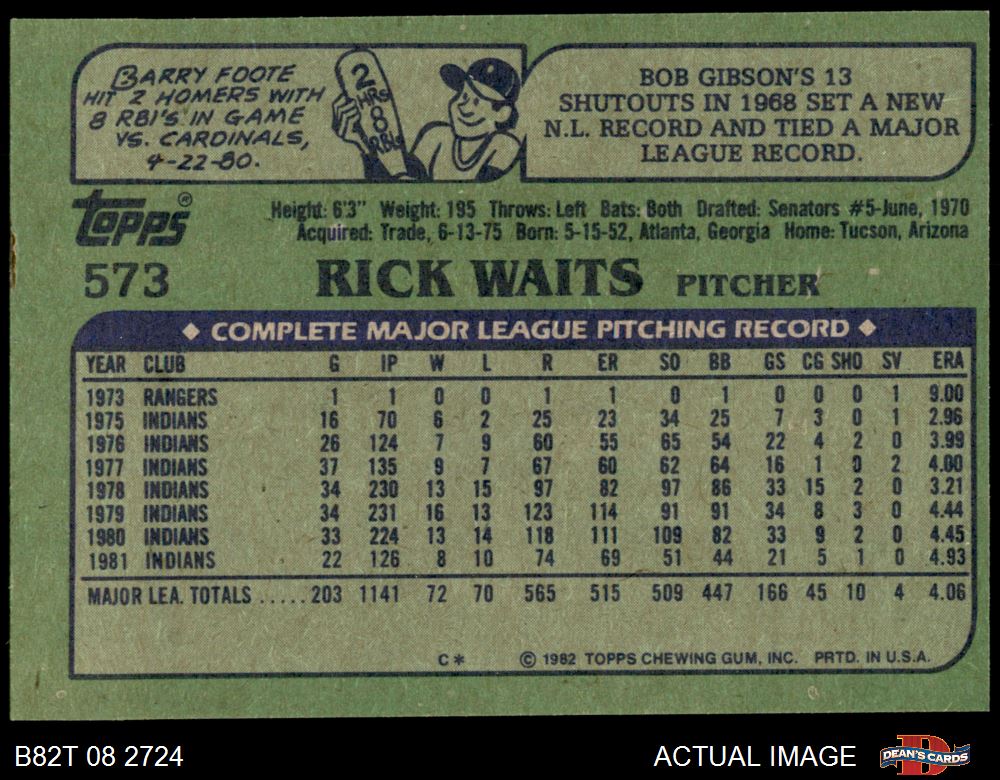 BARRY FOOTE
HIT 2 HOMERS WITH
8 RBI'S IN GAME
VS. CARDINALS,
4-22-80.
2
HRs
8
RBIs
BOB GIBSON'S 13
SHUTOUTS IN 1968 SET A NEW
N.L. RECORD AND TIED A MAJOR
LEAGUE RECORD.
TOPPS®
Height: 6'3" Weight: 195 Throws: Left Bats: Both Drafted: Senators #5-June, 1970
Acquired: Trade, 6-13-75 Born: 5-15-52, Atlanta, Georgia Home: Tucson, Arizona
573 RICK WAITS PITCHER
◆ COMPLETE MAJOR LEAGUE PITCHING RECORD ◆
YEAR CLUB G IP W L R ER SO BB GS CG SHO SV ERA
1973 RANGERS 1 1 0 0 1 1 0 1 0 0 0 1 9.00
1975 INDIANS 16 70 6 2 25 23 34 25 7 3 0 1 2.96
1976 INDIANS 26 124 7 9 60 55 65 54 22 4 2 0 3.99
1977 INDIANS 37 135 9 7 67 60 62 64 16 1 0 2 4.00
1978 INDIANS 34 230 13 15 97 82 97 86 33 15 2 0 3.21
1979 INDIANS 34 231 16 13 123 114 91 91 34 8 3 0 4.44
1980 INDIANS 33 224 13 14 118 111 109 82 33 9 2 0 4.45
1981 INDIANS 22 126 8 10 74 69 51 44 21 5 1 0 4.93
MAJOR LEA. TOTALS ..... 203 1141 72 70 565 515 509 447 166 45 10 4 4.06
C* © 1982 TOPPS CHEWING GUM, INC. PRTD. IN U.S.A.
B82T 08 2724 ACTUAL IMAGE DEAN'S CARDS